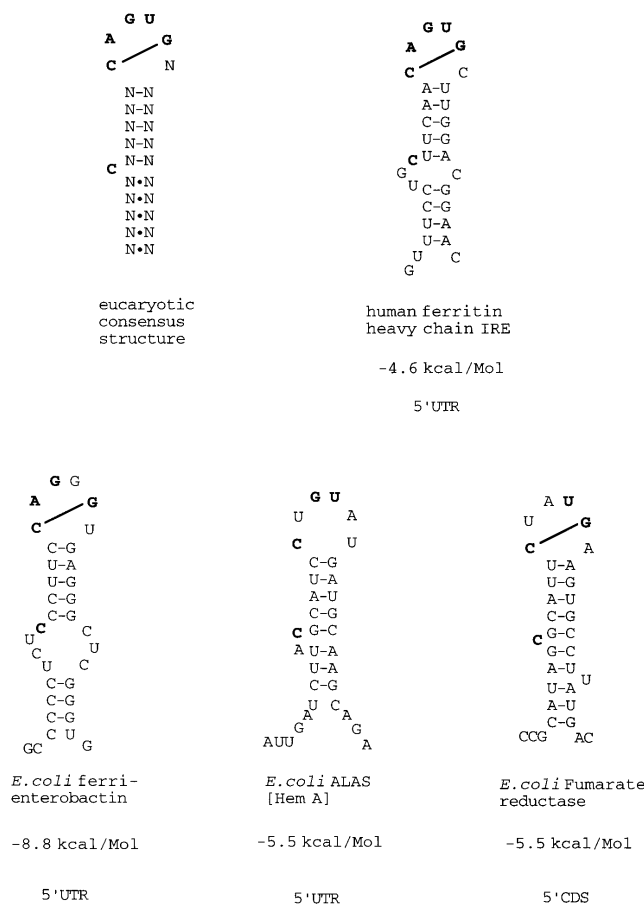 G U
A G
C N
N-N
N-N
N-N
N-N
N-N
C
N•N
N•N
N•N
N•N
N•N
eucaryotic
consensus
structure
G U
A G
C C
A-U
A-U
C-G
U-G
C U-A
G C
U C-G
C-G
U-A
U-A
U C
G
human ferritin
heavy chain IRE
-4.6 kcal/Mol
5'UTR
G G
A G
C U
C-G
U-A
U-G
C-G
C-G
C
U C
C U
U C
C-G
C-G
C-G
C-U
GC G
E.coli ferri-
enterobactin
-8.8 kcal/Mol
5'UTR
G U
U A
C U
C-G
U-A
A-U
C-G
C G-C
A U-A
U-A
C-G
U C
A A
G G
AUU A
E.coli ALAS
[Hem A]
-5.5 kcal/Mol
5'UTR
A U
U G
C A
U-A
U-G
A-U
C-G
C G-C
G-C
A-U
U
U-A
A-U
C-G
CCG AC
E.coli Fumarate
reductase
-5.5 kcal/Mol
5'CDS